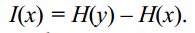 I(x) = H(y) – H(x).